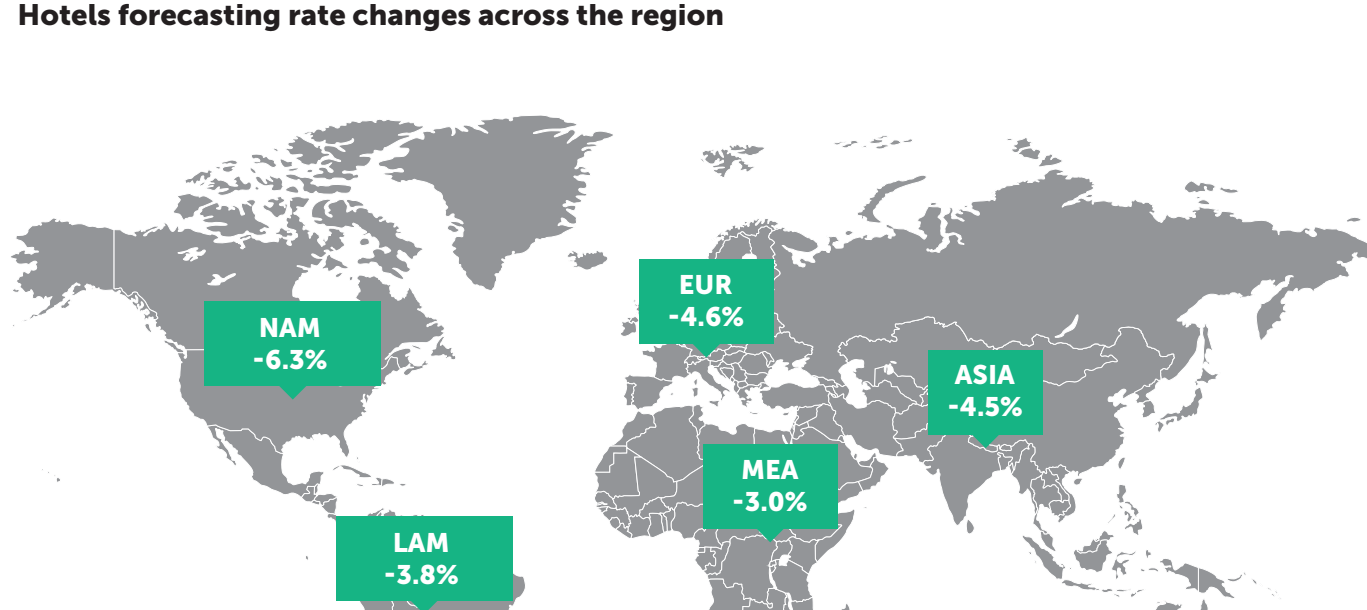 Hotels forecasting rate changes across the region
EUR
-4.6%
NAM
-6.3%
ASIA
-4.5%
MEA
-3.0%
LAM
-3.8%